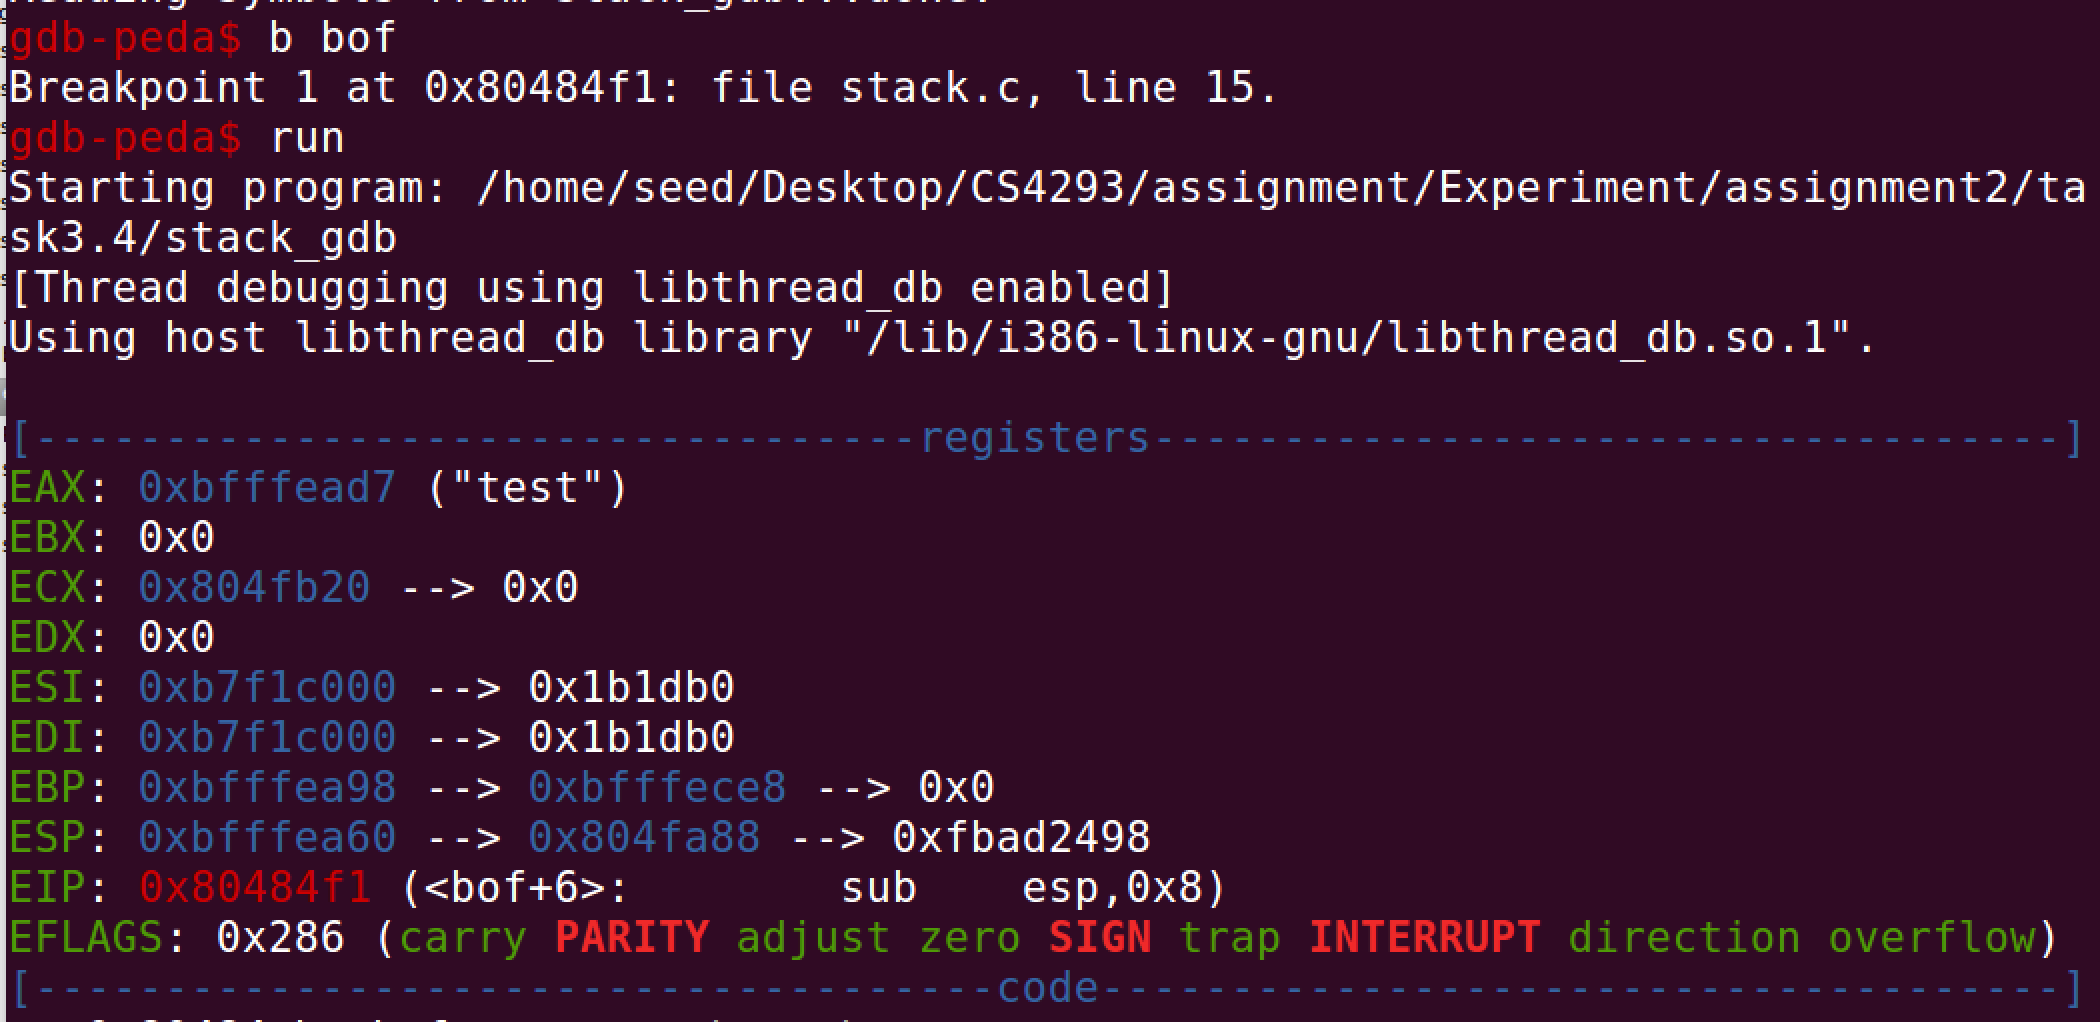 gdb-peda$ b bof
Breakpoint 1 at 0x80484f1: file stack.c, line 15.
gdb-peda$ run
Starting program: /home/seed/Desktop/CS4293/assignment/Experiment/assignment2/ta
sk3.4/stack_gdb
[Thread debugging using libthread_db enabled]
Using host libthread_db library "/lib/i386-linux-gnu/libthread_db.so.1".
[----------------------------------registers-----------------------------------]
EAX: 0xbfffead7 ("test")
EBX: 0x0
ECX: 0x804fb20 --> 0x0
EDX: 0x0
ESI: 0xb7f1c000 --> 0x1b1db0
EDI: 0xb7f1c000 --> 0x1b1db0
EBP: 0xbfffea98 --> 0xbfffece8 --> 0x0
ESP: 0xbfffea60 --> 0x804fa88 --> 0xfbad2498
EIP: 0x80484f1 (<bof+6>:        sub    esp,0x8)
EFLAGS: 0x286 (carry PARITY adjust zero SIGN trap INTERRUPT direction overflow)
[-------------------------------------code-------------------------------------]